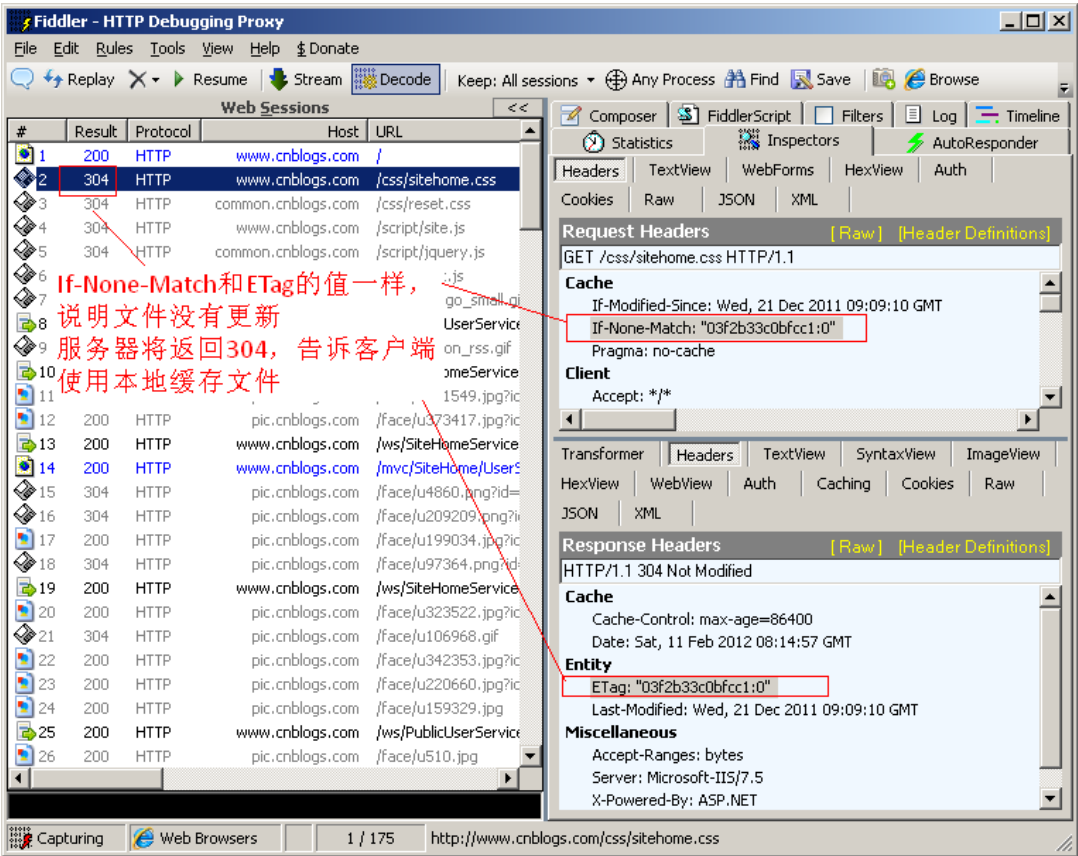 Fiddler - HTTP Debugging Proxy
File Edit Rules Tools View Help $ Donate
Replay Resume Stream Decode Keep: All sessions Any Process Find Save Browse
Web Sessions <<
# Result Protocol Host URL
1 200 HTTP www.cnblogs.com /
2 304 HTTP www.cnblogs.com /css/sitehome.css
3 304 HTTP common.cnblogs.com /css/reset.css
4 304 HTTP www.cnblogs.com /script/site.js
5 304 HTTP common.cnblogs.com /script/jquery.js
6 .js
7 go_small.gi
8 UserService
9 on_rss.gif
10 omeService
11 1549.jpg?ic
12 200 HTTP pic.cnblogs.com /face/u373417.jpg?ic
13 200 HTTP www.cnblogs.com /ws/SiteHomeService
14 200 HTTP www.cnblogs.com /mvc/SiteHome/UserS
15 304 HTTP pic.cnblogs.com /face/u4860.png?id=
16 304 HTTP pic.cnblogs.com /face/u209209.png?i
17 200 HTTP pic.cnblogs.com /face/u199034.jpg?ic
18 304 HTTP pic.cnblogs.com /face/u97364.png?id
19 200 HTTP www.cnblogs.com /ws/SiteHomeService
20 200 HTTP pic.cnblogs.com /face/u323522.jpg?ic
21 304 HTTP pic.cnblogs.com /face/u106968.gif
22 200 HTTP pic.cnblogs.com /face/u342353.jpg?ic
23 200 HTTP pic.cnblogs.com /face/u220660.jpg?ic
24 200 HTTP pic.cnblogs.com /face/u159329.jpg
25 200 HTTP www.cnblogs.com /ws/PublicUserService
26 200 HTTP pic.cnblogs.com /face/u510.jpg
If-None-Match和ETag的值一样，
说明文件没有更新
服务器将返回304，告诉客户端
使用本地缓存文件
Composer FiddlerScript Filters Log Timeline
Statistics Inspectors AutoResponder
Headers TextView WebForms HexView Auth
Cookies Raw JSON XML
Request Headers [Raw] [Header Definitions]
GET /css/sitehome.css HTTP/1.1
Cache
If-Modified-Since: Wed, 21 Dec 2011 09:09:10 GMT
If-None-Match: "03f2b33c0bfcc1:0"
Pragma: no-cache
Client
Accept: */*
Transformer Headers TextView SyntaxView ImageView
HexView WebView Auth Caching Cookies Raw
JSON XML
Response Headers [Raw] [Header Definitions]
HTTP/1.1 304 Not Modified
Cache
Cache-Control: max-age=86400
Date: Sat, 11 Feb 2012 08:14:57 GMT
Entity
ETag: "03f2b33c0bfcc1:0"
Last-Modified: Wed, 21 Dec 2011 09:09:10 GMT
Miscellaneous
Accept-Ranges: bytes
Server: Microsoft-IIS/7.5
X-Powered-By: ASP.NET
Capturing Web Browsers 1 / 175 http://www.cnblogs.com/css/sitehome.css